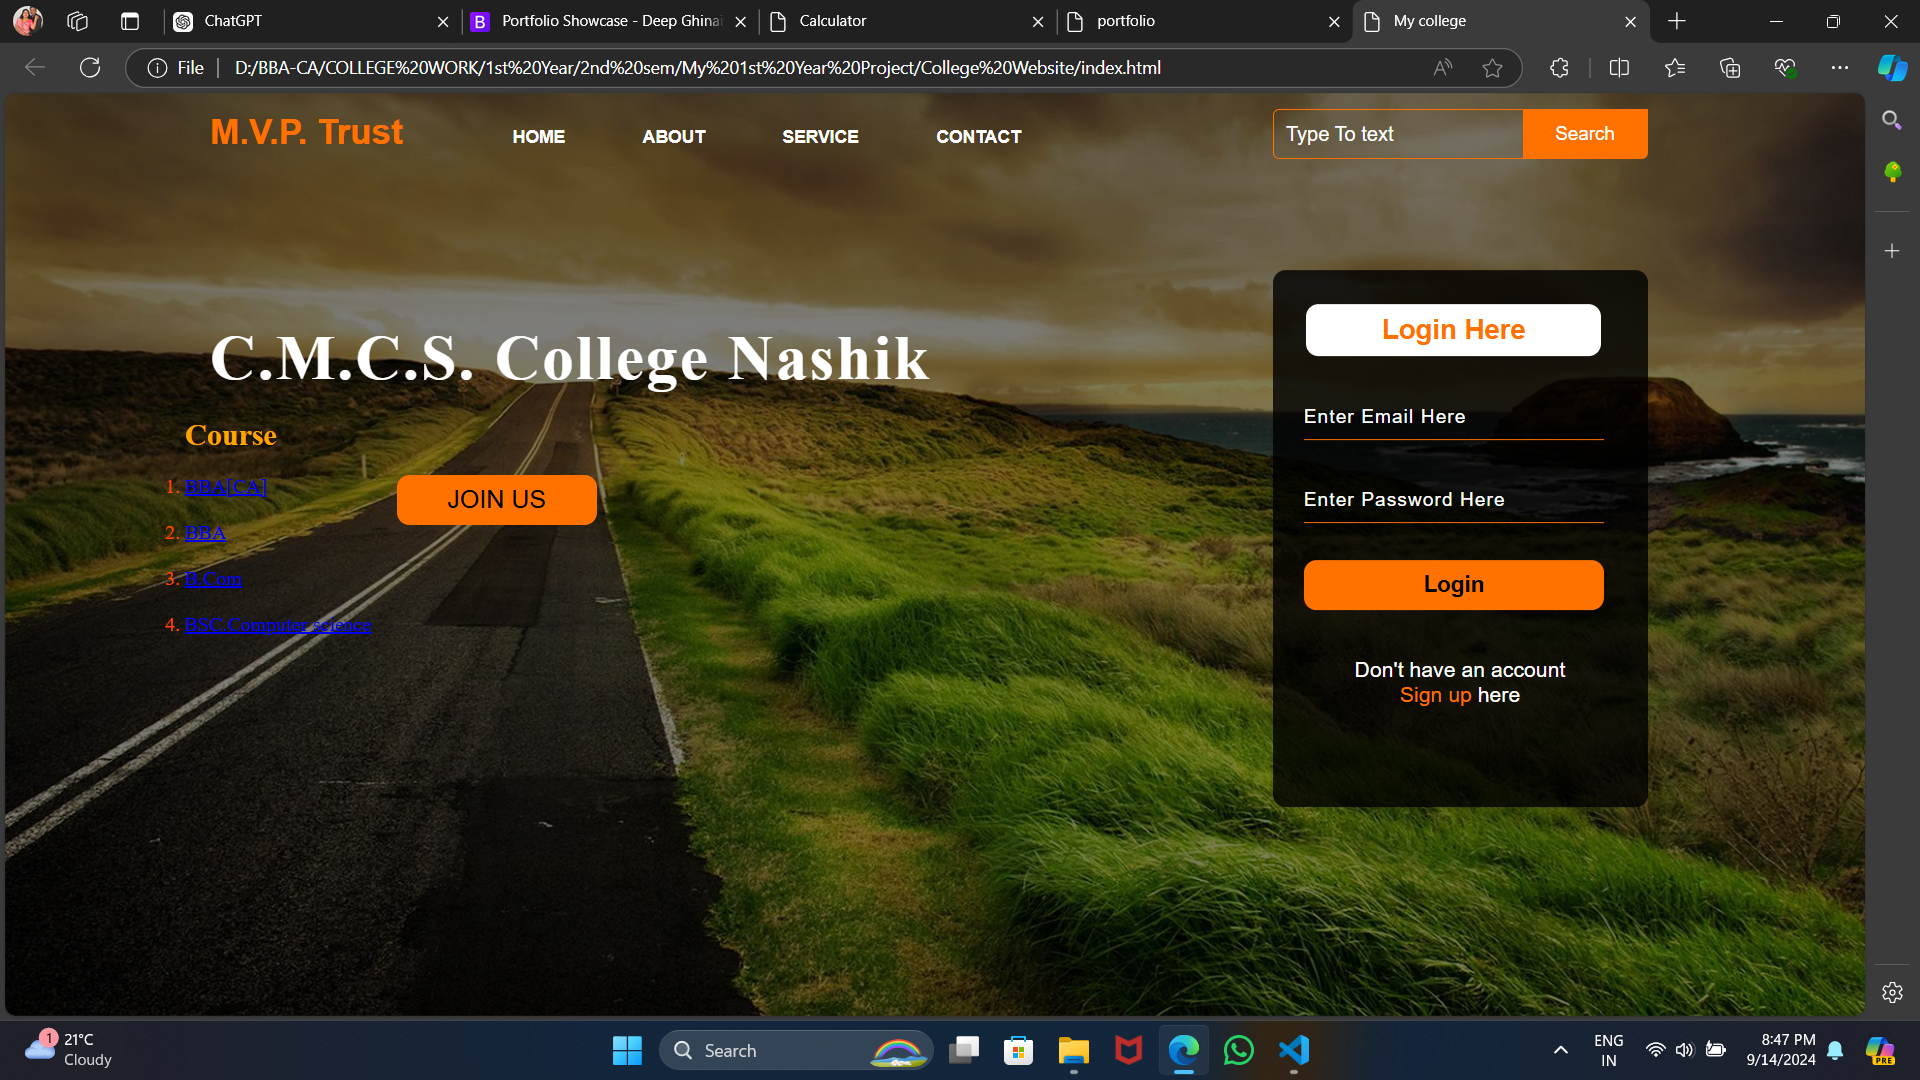 ChatGPT
Portfolio Showcase - Deep Ghinai
Calculator
portfolio
My college
File
D:/BBA-CA/COLLEGE%20WORK/1st%20Year/2nd%20sem/My%201st%20Year%20Project/College%20Website/index.html
M.V.P. Trust
HOME
ABOUT
SERVICE
CONTACT
Type To text
Search
C.M.C.S. College Nashik
Course
1. BBA[CA]
2. BBA
3. B.Com
4. BSC.Computer science
JOIN US
Login Here
Enter Email Here
Enter Password Here
Login
Don't have an account
Sign up here
1
21°C
Cloudy
Search
ENG
IN
8:47 PM
9/14/2024
PRE